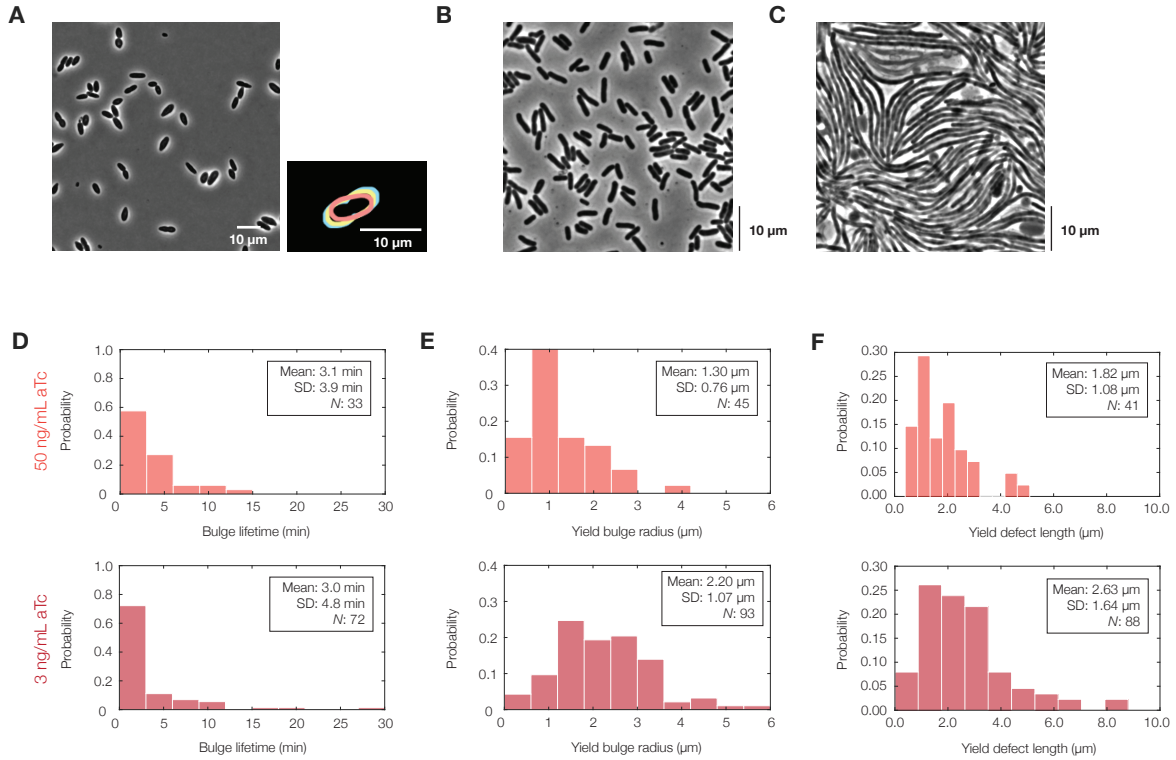 A
B
C
10 µm
10 µm
10 µm
10 µm
D
E
F
50 ng/mL aTc
Probability
1.0
0.8
0.6
0.4
0.2
0
Mean: 3.1 min
SD: 3.9 min
N: 33
0 5 10 15 20 25 30
Bulge lifetime (min)
Probability
0.4
0.3
0.2
0.1
0
Mean: 1.30 µm
SD: 0.76 µm
N: 45
0 1 2 3 4 5 6
Yield bulge radius (µm)
Probability
0.30
0.25
0.20
0.15
0.10
0.05
0.00
Mean: 1.82 µm
SD: 1.08 µm
N: 41
0 2.0 4.0 6.0 8.0 10.0
Yield defect length (µm)
3 ng/mL aTc
Probability
1.0
0.8
0.6
0.4
0.2
0
Mean: 3.0 min
SD: 4.8 min
N: 72
0 5 10 15 20 25 30
Bulge lifetime (min)
Probability
0.4
0.3
0.2
0.1
0
Mean: 2.20 µm
SD: 1.07 µm
N: 93
0 1 2 3 4 5 6
Yield bulge radius (µm)
Probability
0.30
0.25
0.20
0.15
0.10
0.05
0.00
Mean: 2.63 µm
SD: 1.64 µm
N: 88
0.0 2.0 4.0 6.0 8.0 10.0
Yield defect length (µm)